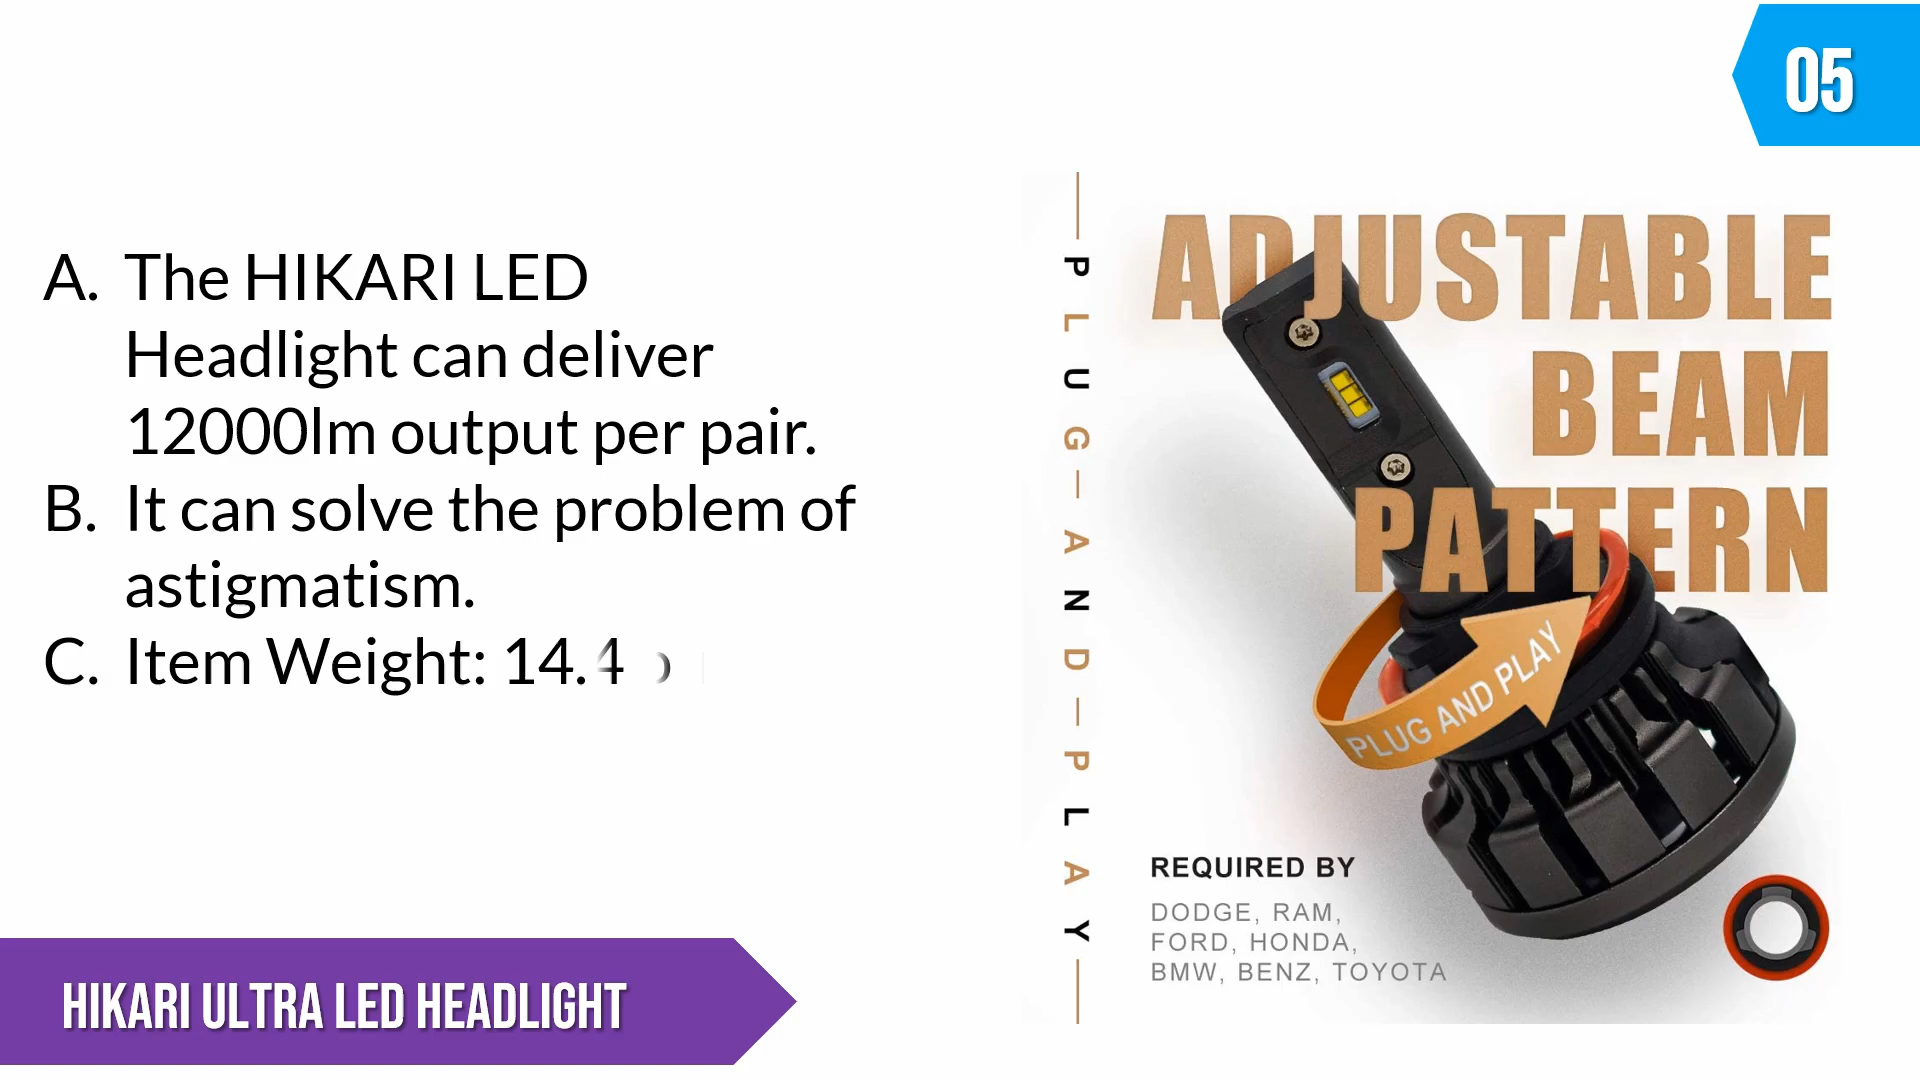 05
A. The HIKARI LED
Headlight can deliver
12000lm output per pair.
B. It can solve the problem of
astigmatism.
C. Item Weight: 14.4
PLUG-AND-PLAY
ADJUSTABLE
BEAM
PATTERN
PLUG AND PLAY
REQUIRED BY
DODGE, RAM,
FORD, HONDA,
BMW, BENZ, TOYOTA
HIKARI ULTRA LED HEADLIGHT